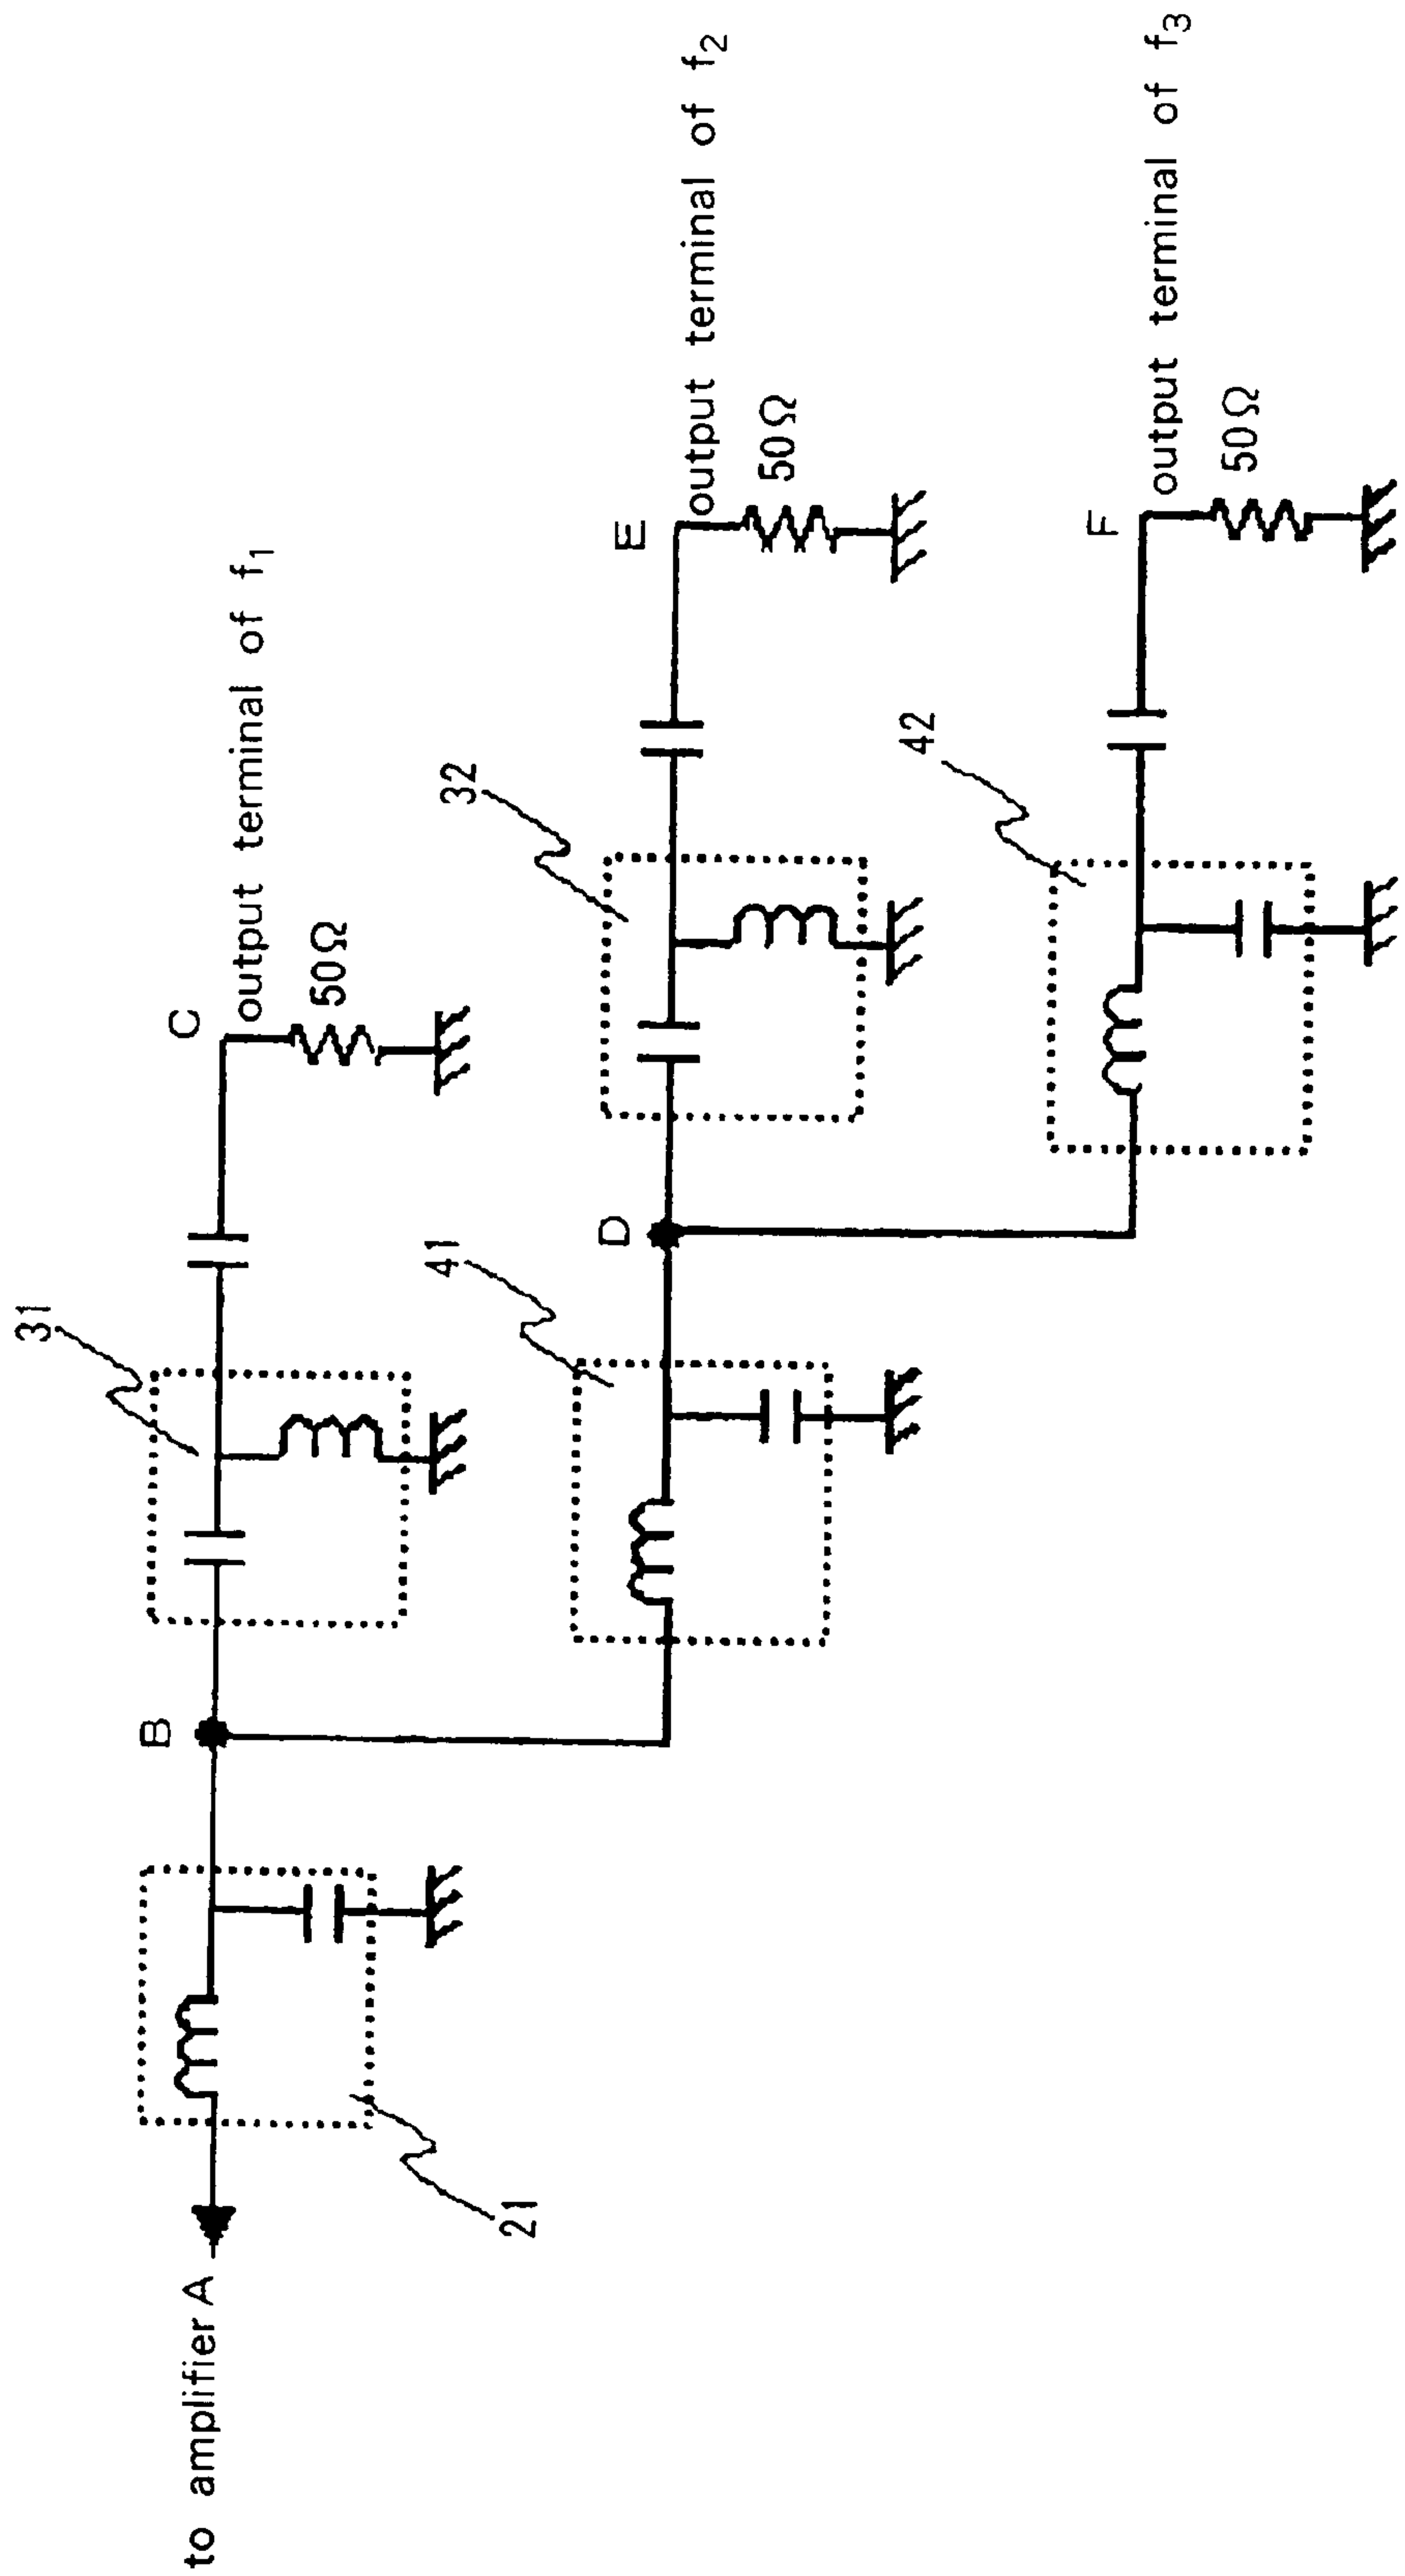 to amplifier A
21
B
31
C
output terminal of f₁
50Ω
41
D
32
E
output terminal of f₂
50Ω
42
F
output terminal of f₃
50Ω